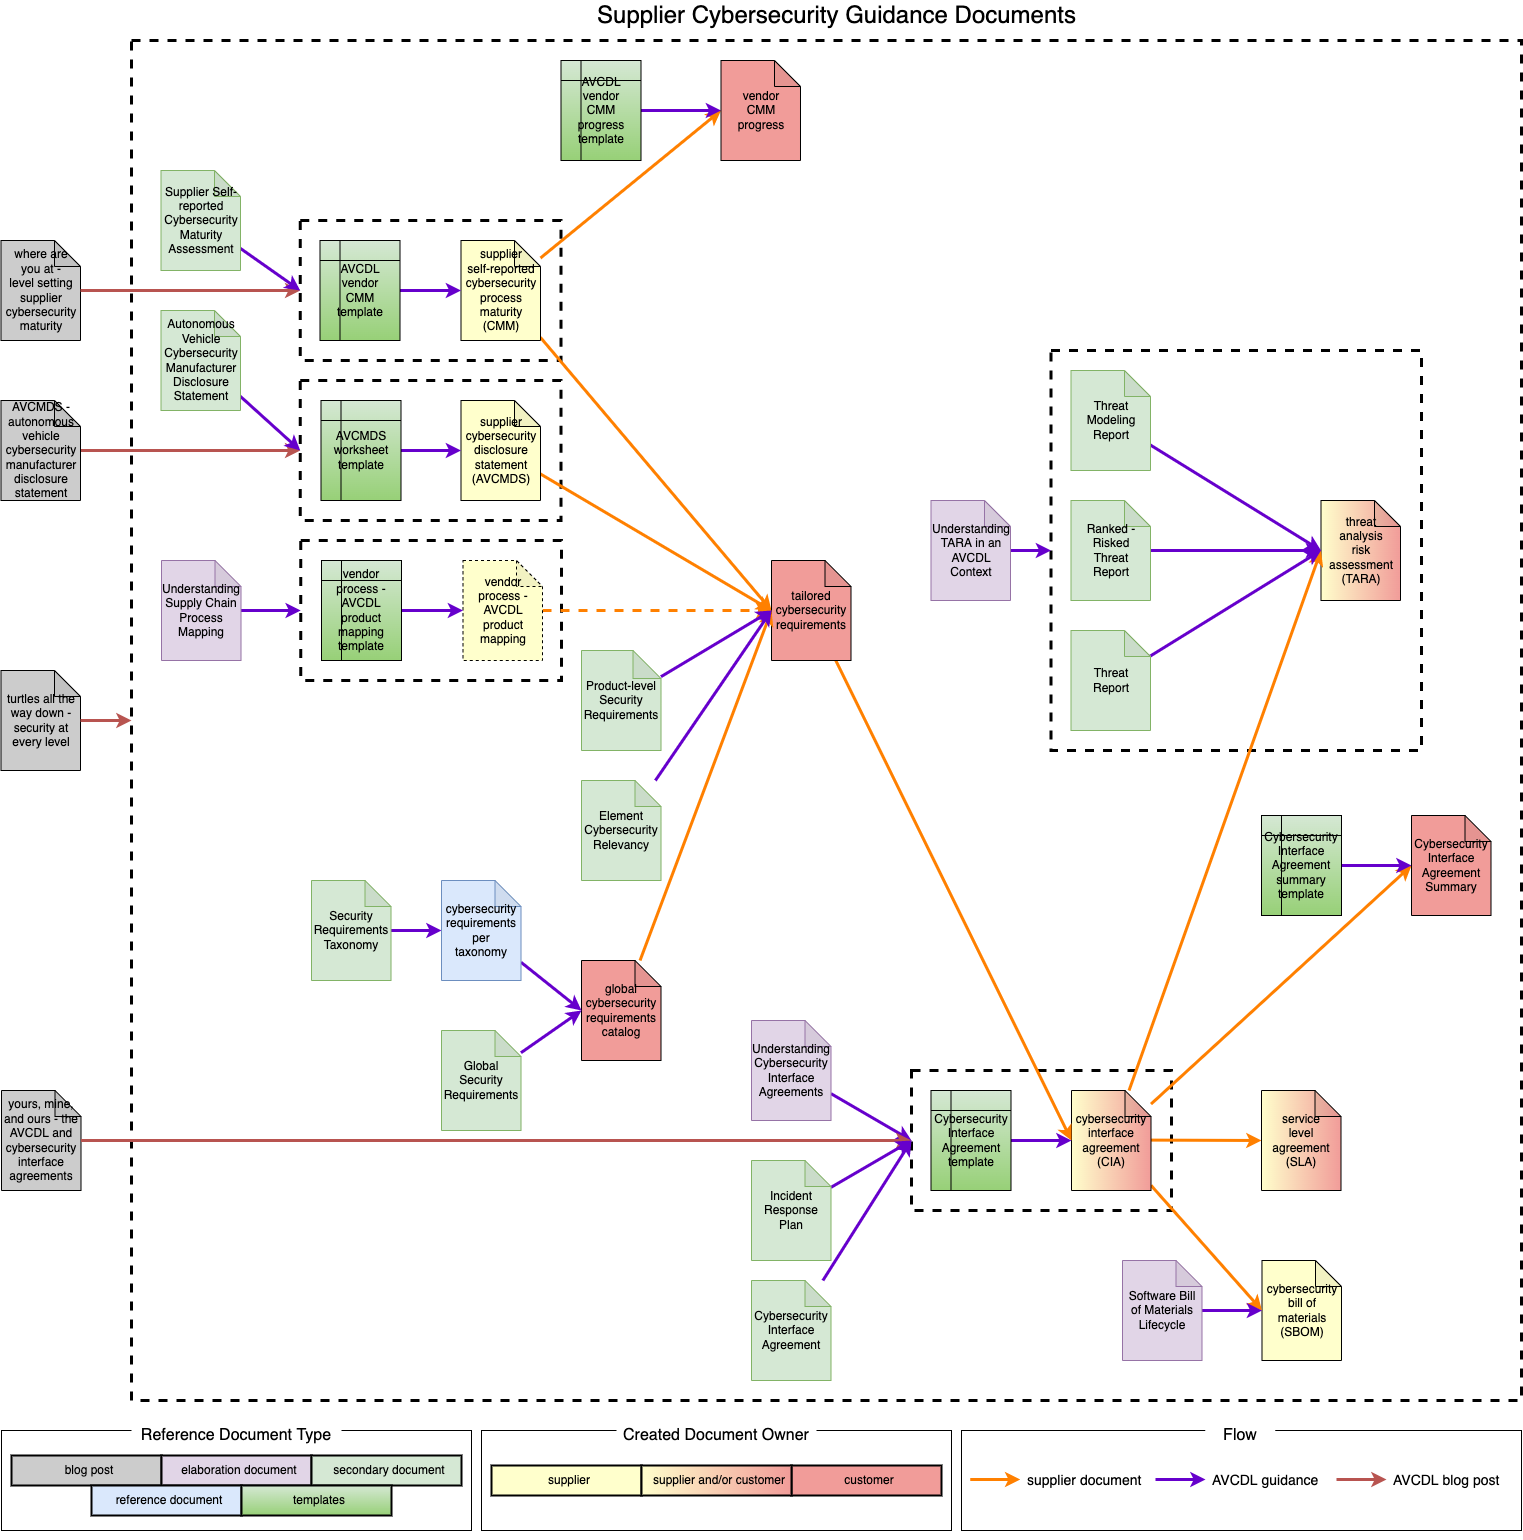 Supplier Cybersecurity Guidance Documents
AVCDL
vendor
CMM
progress
template
vendor
CMM
progress
Supplier Self-
reported
Cybersecurity
Maturity
Assessment
where are
you at -
level setting
supplier
cybersecurity
maturity
AVCDL
vendor
CMM
template
supplier
self-reported
cybersecurity
process
maturity
(CMM)
Autonomous
Vehicle
Cybersecurity
Manufacturer
Disclosure
Statement
AVCMDS -
autonomous
vehicle
cybersecurity
manufacturer
disclosure
statement
AVCMDS
worksheet
template
supplier
cybersecurity
disclosure
statement
(AVCMDS)
Threat
Modeling
Report
Understanding
TARA in an
AVCDL
Context
Ranked -
Risked
Threat
Report
threat
analysis
risk
assessment
(TARA)
Understanding
Supply Chain
Process
Mapping
vendor
process -
AVCDL
product
mapping
template
vendor
process -
AVCDL
product
mapping
tailored
cybersecurity
requirements
Threat
Report
turtles all the
way down -
security at
every level
Product-level
Security
Requirements
Element
Cybersecurity
Relevancy
Cybersecurity
Interface
Agreement
summary
template
Cybersecurity
Interface
Agreement
Summary
Security
Requirements
Taxonomy
cybersecurity
requirements
per
taxonomy
global
cybersecurity
requirements
catalog
Global
Security
Requirements
Understanding
Cybersecurity
Interface
Agreements
yours, mine,
and ours - the
AVCDL and
cybersecurity
interface
agreements
Cybersecurity
Interface
Agreement
template
cybersecurity
interface
agreement
(CIA)
service
level
agreement
(SLA)
Incident
Response
Plan
Cybersecurity
Interface
Agreement
Software Bill
of Materials
Lifecycle
cybersecurity
bill of
materials
(SBOM)
Reference Document Type
blog post
elaboration document
secondary document
reference document
templates
Created Document Owner
supplier
supplier and/or customer
customer
Flow
supplier document
AVCDL guidance
AVCDL blog post